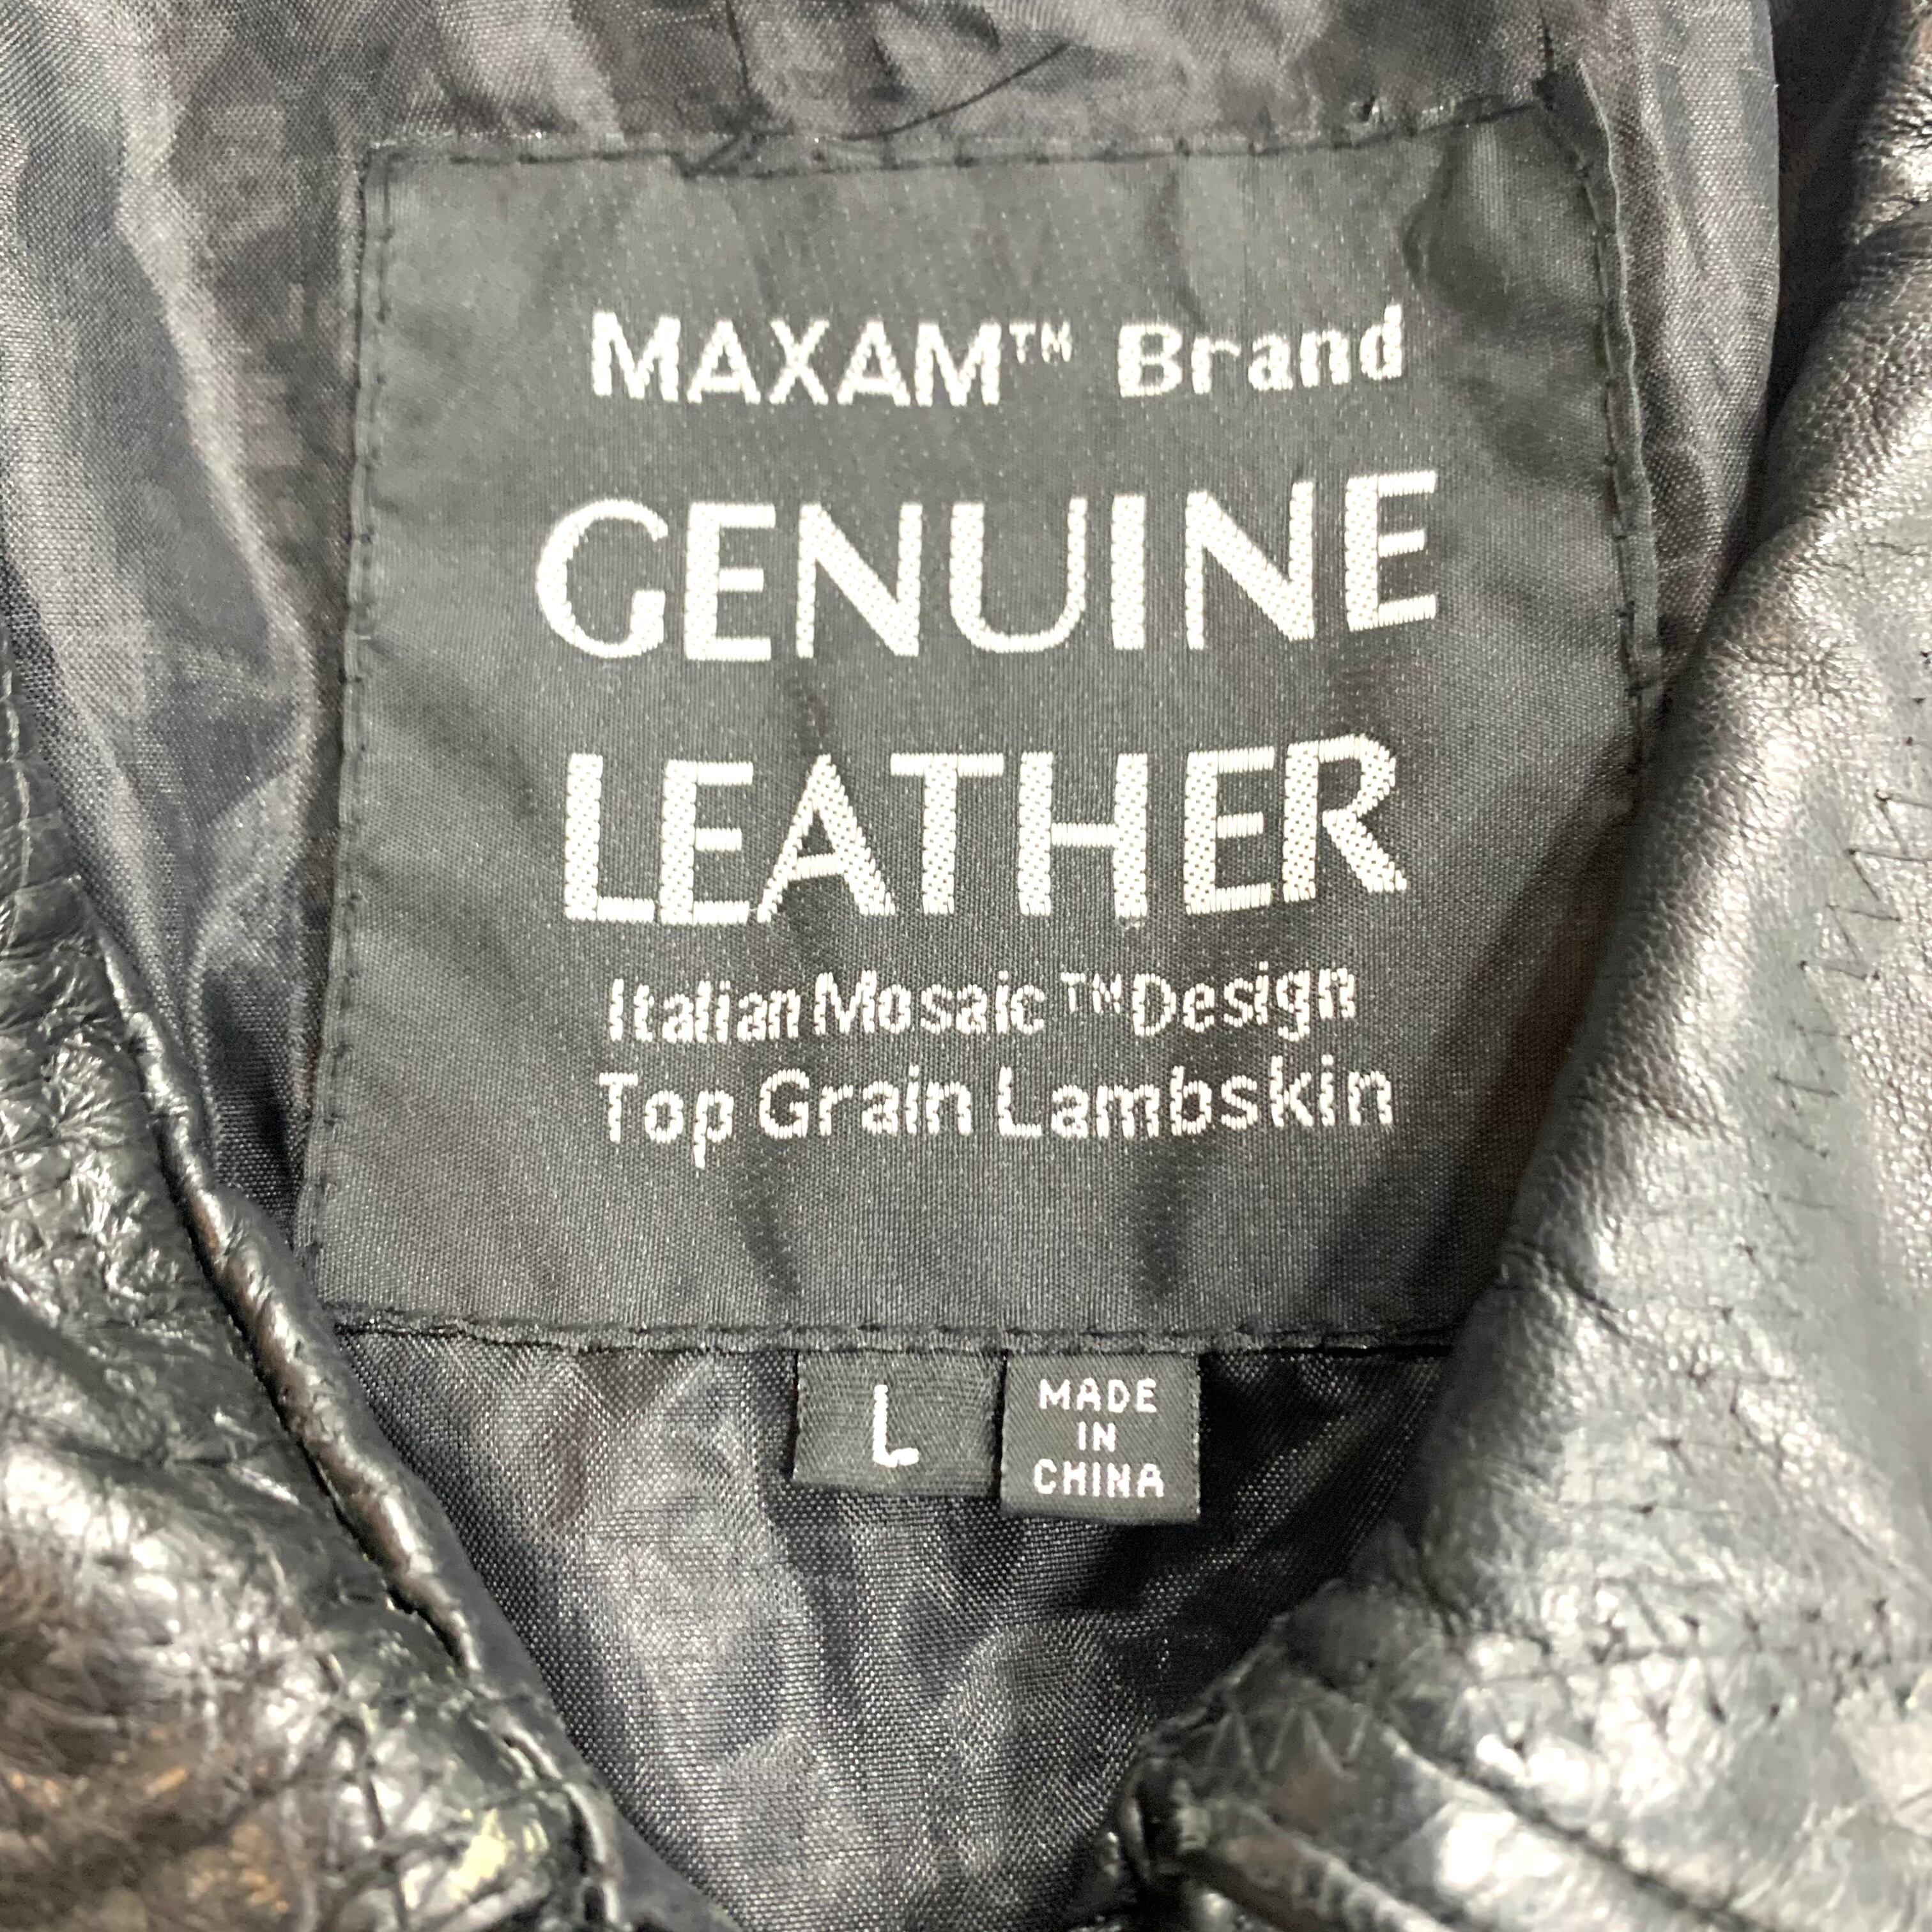 MAXAM™ Brand
GENUINE
LEATHER
Italian Mosaic™ Design
Top Grain Lambskin
L
MADE
IN
CHINA